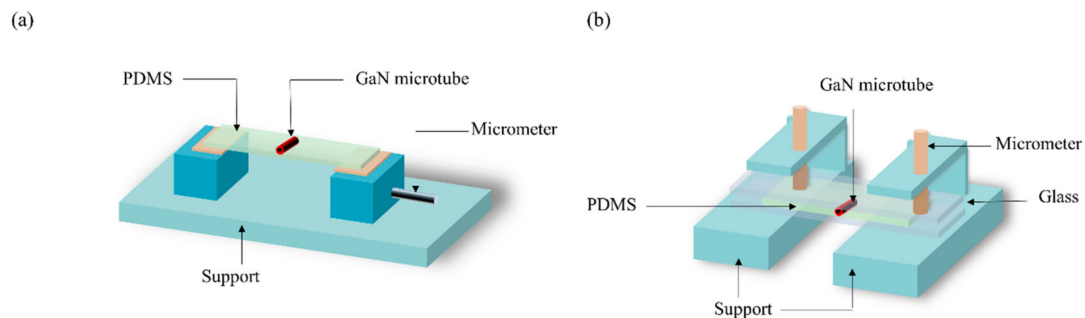 (a)
PDMS
GaN microtube
Micrometer
Support
(b)
GaN microtube
Micrometer
PDMS
Glass
Support